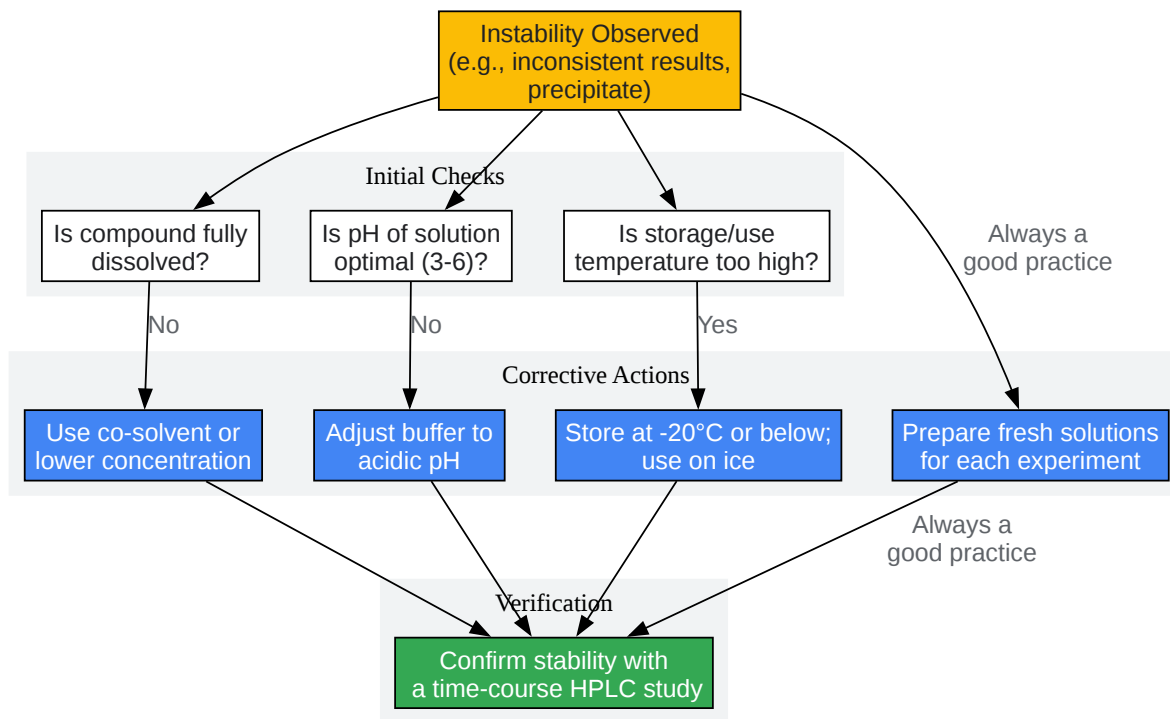 Instability Observed
(e.g., inconsistent results,
precipitate)
Initial Checks
Is compound fully
dissolved?
Is pH of solution
optimal (3-6)?
Is storage/use
temperature too high?
Always a
good practice
No
No
Yes
Corrective Actions
Use co-solvent or
lower concentration
Adjust buffer to
acidic pH
Store at -20°C or below;
use on ice
Prepare fresh solutions
for each experiment
Always a
good practice
Verification
Confirm stability with
a time-course HPLC study